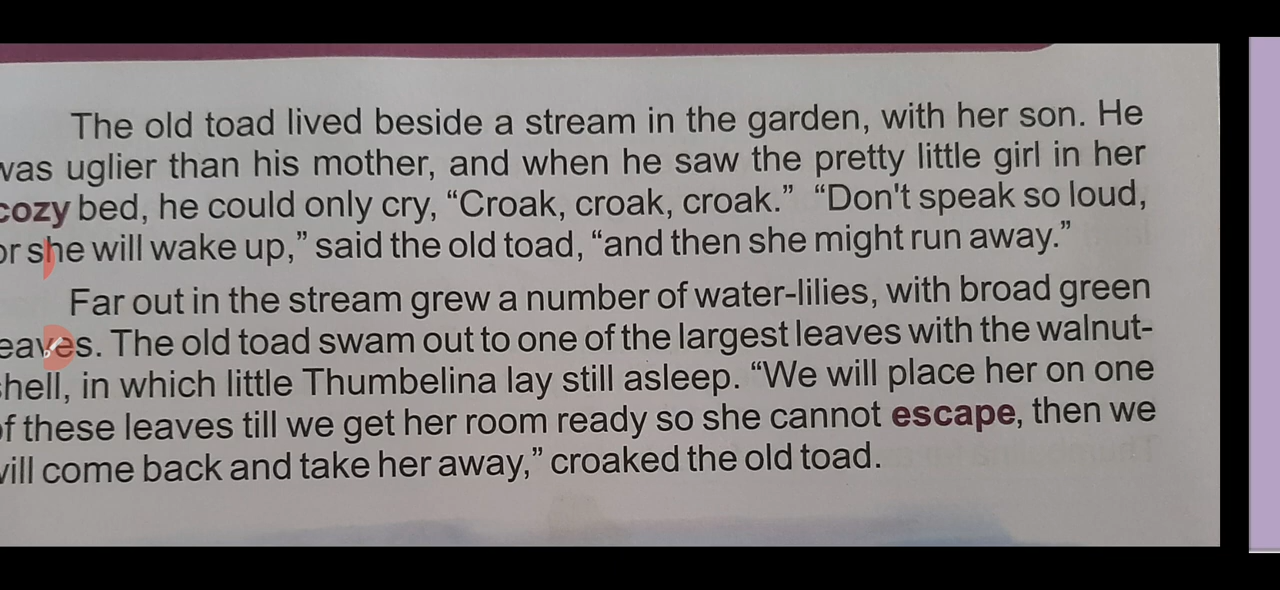 The old toad lived beside a stream in the garden, with her son. He
was uglier than his mother, and when he saw the pretty little girl in her
cozy bed, he could only cry, “Croak, croak, croak.” “Don't speak so loud,
or she will wake up,” said the old toad, “and then she might run away.”
Far out in the stream grew a number of water-lilies, with broad green
leaves. The old toad swam out to one of the largest leaves with the walnut-
shell, in which little Thumbelina lay still asleep. “We will place her on one
of these leaves till we get her room ready so she cannot escape, then we
will come back and take her away,” croaked the old toad.